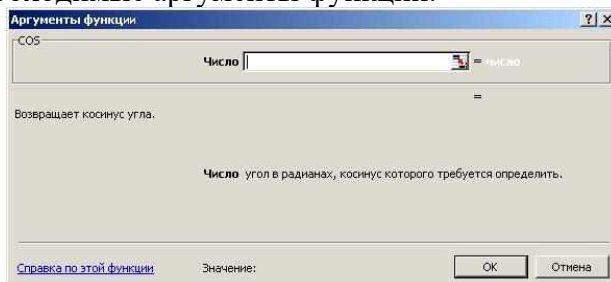 Аргументы функции
COS
Число = число
=
Возвращает косинус угла.
Число угол в радианах, косинус которого требуется определить.
Справка по этой функции Значение: OK Отмена